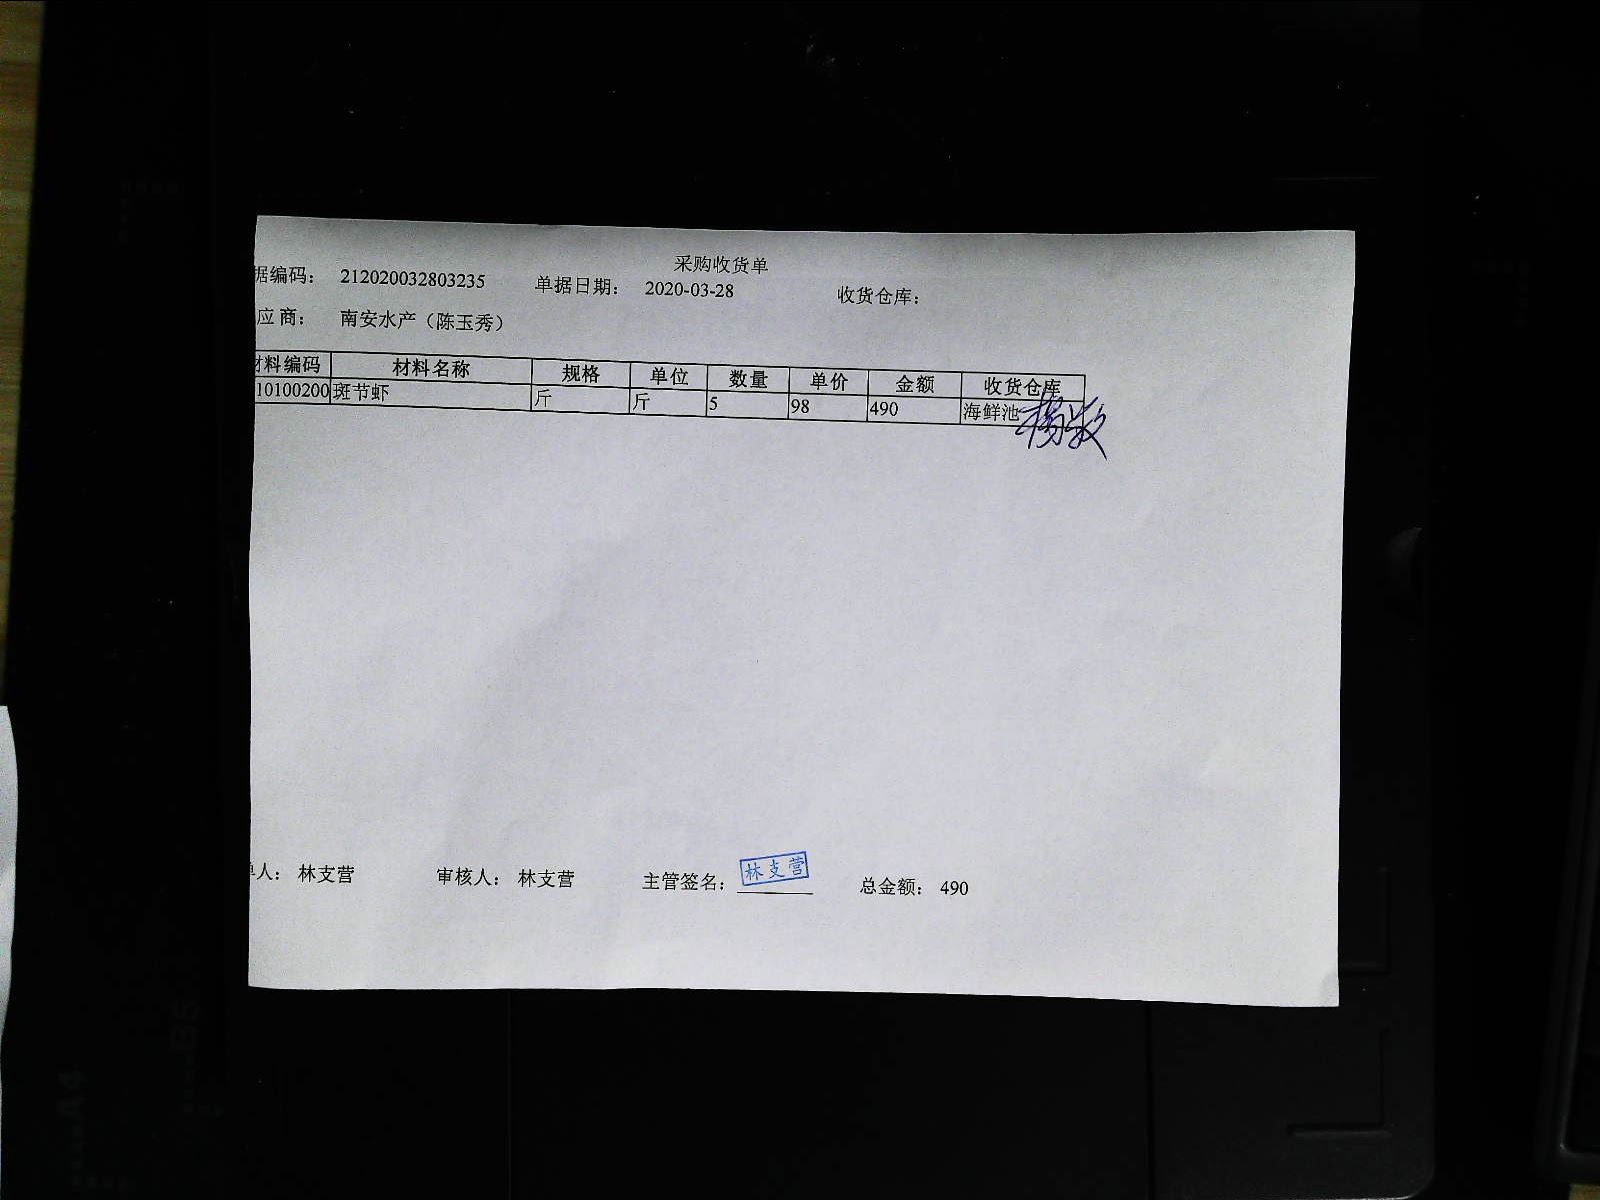 采购收货单
据编码： 212020032803235 单据日期： 2020-03-28 收货仓库：
应商： 南安水产（陈玉秀）
材料编码 材料名称 规格 单位 数量 单价 金额 收货仓库
10100200 斑节虾 斤 斤 5 98 490 海鲜池
单人： 林支营 审核人： 林支营 主管签名： 林支营 总金额： 490